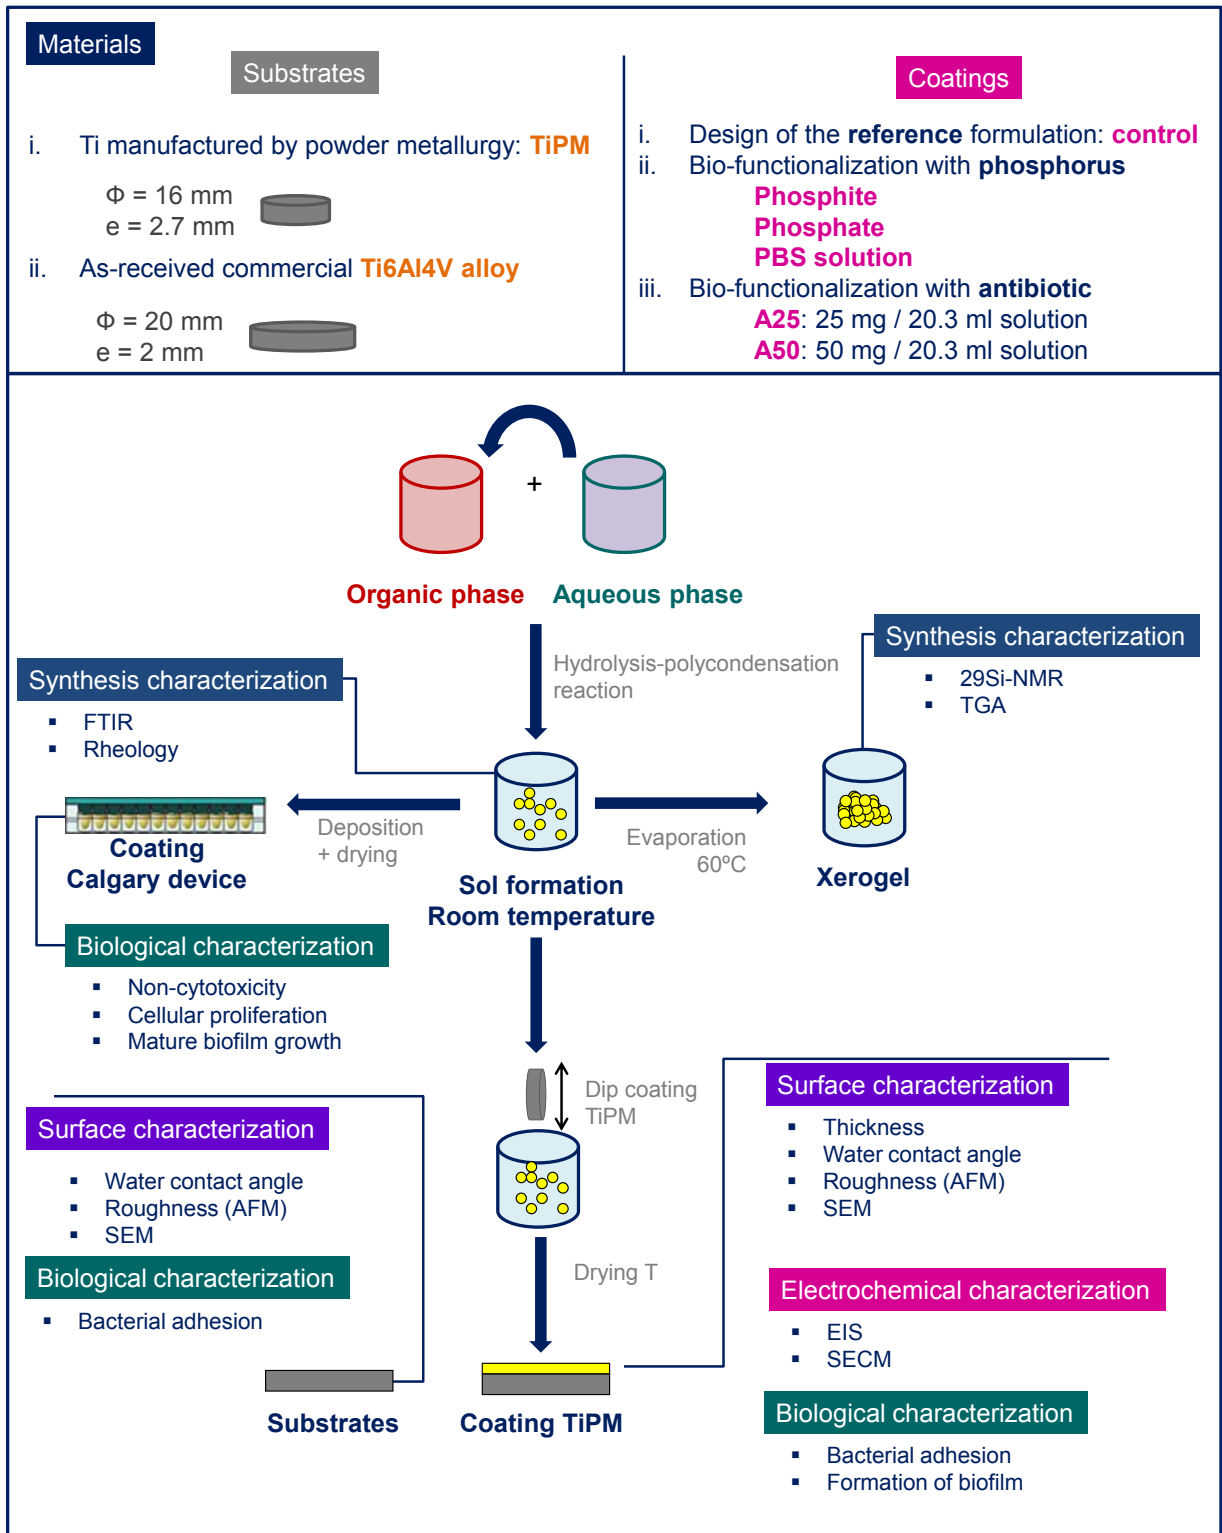 Materials
Substrates
i. Ti manufactured by powder metallurgy: TiPM
Φ = 16 mm
e = 2.7 mm
ii. As-received commercial Ti6Al4V alloy
Φ = 20 mm
e = 2 mm
Coatings
i. Design of the reference formulation: control
ii. Bio-functionalization with phosphorus
Phosphite
Phosphate
PBS solution
iii. Bio-functionalization with antibiotic
A25: 25 mg / 20.3 ml solution
A50: 50 mg / 20.3 ml solution
+
Organic phase
Aqueous phase
Hydrolysis-polycondensation
reaction
Synthesis characterization
▪ FTIR
▪ Rheology
Synthesis characterization
▪ 29Si-NMR
▪ TGA
Deposition
+ drying
Evaporation
60ºC
Coating
Calgary device
Sol formation
Room temperature
Xerogel
Biological characterization
▪ Non-cytotoxicity
▪ Cellular proliferation
▪ Mature biofilm growth
Dip coating
TiPM
Surface characterization
▪ Water contact angle
▪ Roughness (AFM)
▪ SEM
Biological characterization
▪ Bacterial adhesion
Substrates
Drying T
Coating TiPM
Surface characterization
▪ Thickness
▪ Water contact angle
▪ Roughness (AFM)
▪ SEM
Electrochemical characterization
▪ EIS
▪ SECM
Biological characterization
▪ Bacterial adhesion
▪ Formation of biofilm